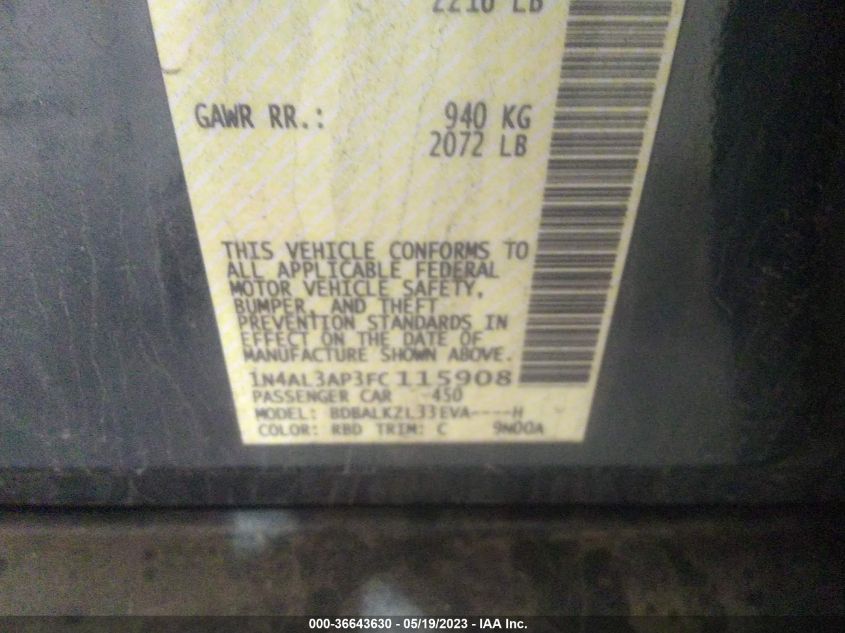 2216 LB
GAWR RR.: 940 KG
2072 LB
THIS VEHICLE CONFORMS TO
ALL APPLICABLE FEDERAL
MOTOR VEHICLE SAFETY,
BUMPER, AND THEFT
PREVENTION STANDARDS IN
EFFECT ON THE DATE OF
MANUFACTURE SHOWN ABOVE.
1N4AL3AP3FC115908
PASSENGER CAR -450
MODEL: BDBALKZL33EVA----H
COLOR: RBD TRIM: C 9N00A
000-36643630 - 05/19/2023 - IAA Inc.